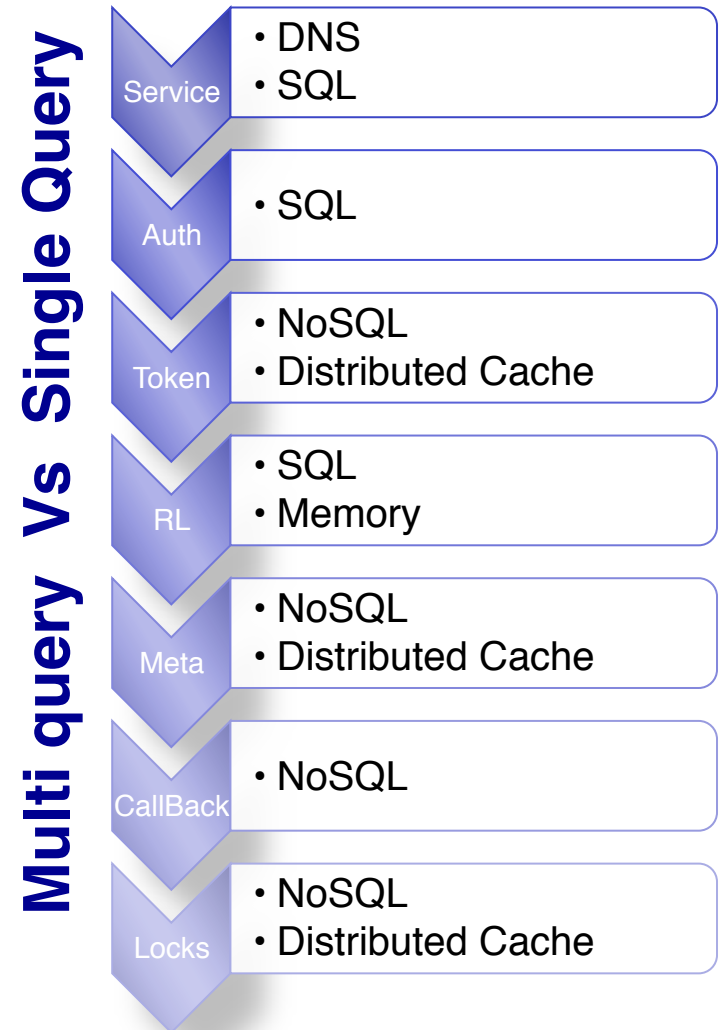 Multi query Vs Single Query
Service
• DNS
• SQL
Auth
• SQL
Token
• NoSQL
• Distributed Cache
RL
• SQL
• Memory
Meta
• NoSQL
• Distributed Cache
CallBack
• NoSQL
Locks
• NoSQL
• Distributed Cache